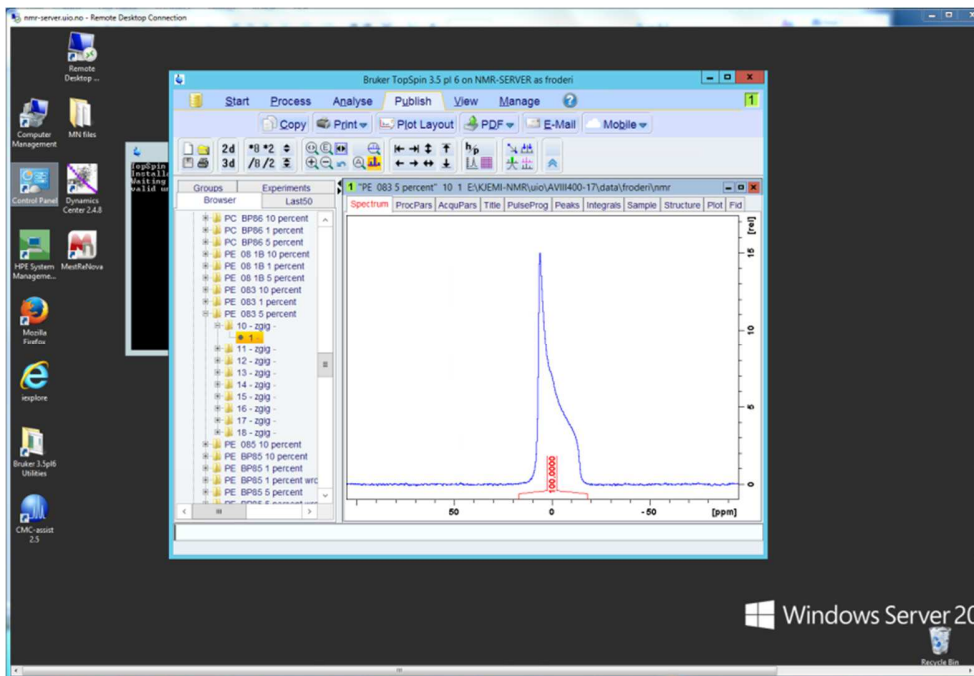 nmr-server.uio.no - Remote Desktop Connection
Remote
Desktop ...
Computer
Management
MN files
Control Panel
Dynamics
Center 2.4.8
HPE System
Manageme...
MestReNova
Mozilla
Firefox
iexplore
Bruker 3.5pl6
Utilities
CMC-assist
2.5
TopSpin
Installa
Waiting
valid u
Bruker TopSpin 3.5 pl 6 on NMR-SERVER as froderi
Start Process Analyse Publish View Manage 1
Copy Print Plot Layout PDF E-Mail Mobile
2d *8 *2
3d /8 /2
Groups Experiments
Browser Last50
PC BP86 10 percent
PC BP86 1 percent
PC BP86 5 percent
PE 08 1B 10 percent
PE 08 1B 1 percent
PE 08 1B 5 percent
PE 083 10 percent
PE 083 1 percent
PE 083 5 percent
10 - zgig -
1 -
11 - zgig -
12 - zgig -
13 - zgig -
14 - zgig -
15 - zgig -
16 - zgig -
17 - zgig -
18 - zgig -
PE 085 10 percent
PE BP85 10 percent
PE BP85 1 percent
PE BP85 1 percent wrc
PE BP85 5 percent
1 "PE 083 5 percent" 10 1 E:\KJEMI-NMR\uio\AVIII400-17\data\froderi\nmr
Spectrum ProcPars AcquPars Title PulseProg Peaks Integrals Sample Structure Plot Fid
[rel]
15
10
5
0
100.0000
50 0 -50 [ppm]
Windows Server 20
Recycle Bin